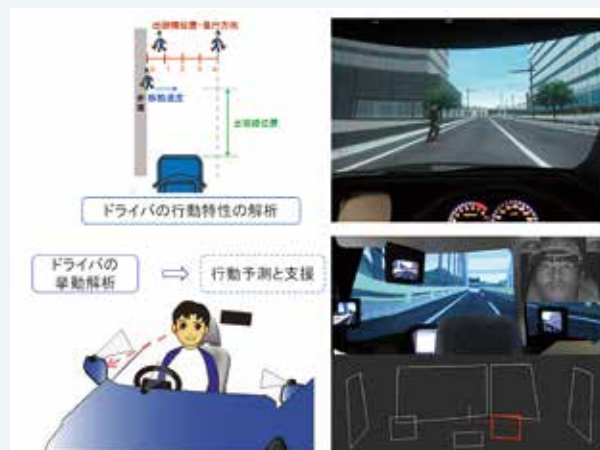 出現横位置・進行方向
歩道
移動速度
出現縦位置
ドライバの行動特性の解析
ドライバの
挙動解析
行動予測と支援